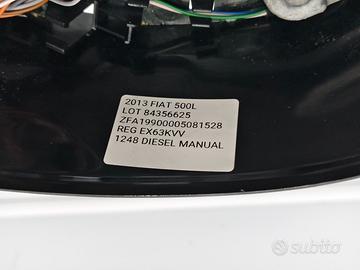 2013 FIAT 500L
LOT 84356625
ZFA19900005081528
REG EX63KVV
1248 DIESEL MANUAL
subito